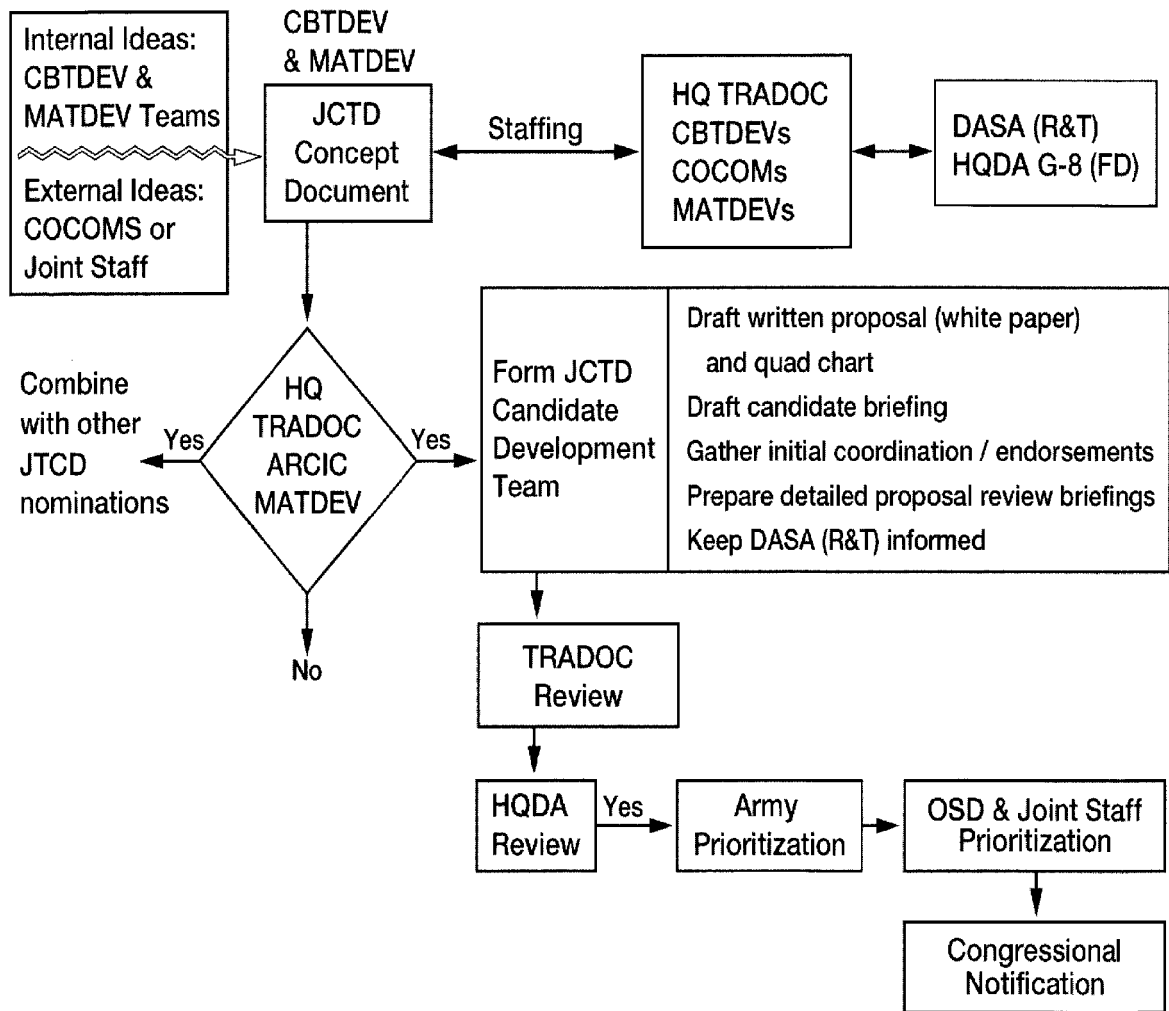 Internal Ideas:
CBTDEV &
MATDEV Teams
External Ideas:
COCOMS or
Joint Staff
CBTDEV
& MATDEV
JCTD
Concept
Document
Staffing
HQ TRADOC
CBTDEVs
COCOMs
MATDEVs
DASA (R&T)
HQDA G-8 (FD)
Combine
with other
JTCD
nominations
Yes
HQ
TRADOC
ARCIC
MATDEV
Yes
No
Form JCTD
Candidate
Development
Team
Draft written proposal (white paper)
and quad chart
Draft candidate briefing
Gather initial coordination / endorsements
Prepare detailed proposal review briefings
Keep DASA (R&T) informed
TRADOC
Review
HQDA
Review
Yes
Army
Prioritization
OSD & Joint Staff
Prioritization
Congressional
Notification